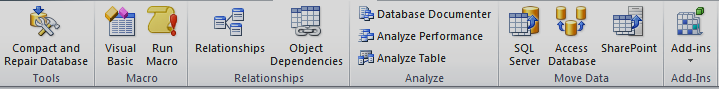 Compact and
Repair Database
Tools
Visual
Basic
Run
Macro
Macro
Relationships
Object
Dependencies
Relationships
Database Documenter
Analyze Performance
Analyze Table
Analyze
SQL
Server
Access
Database
SharePoint
Move Data
Add-ins
Add-Ins